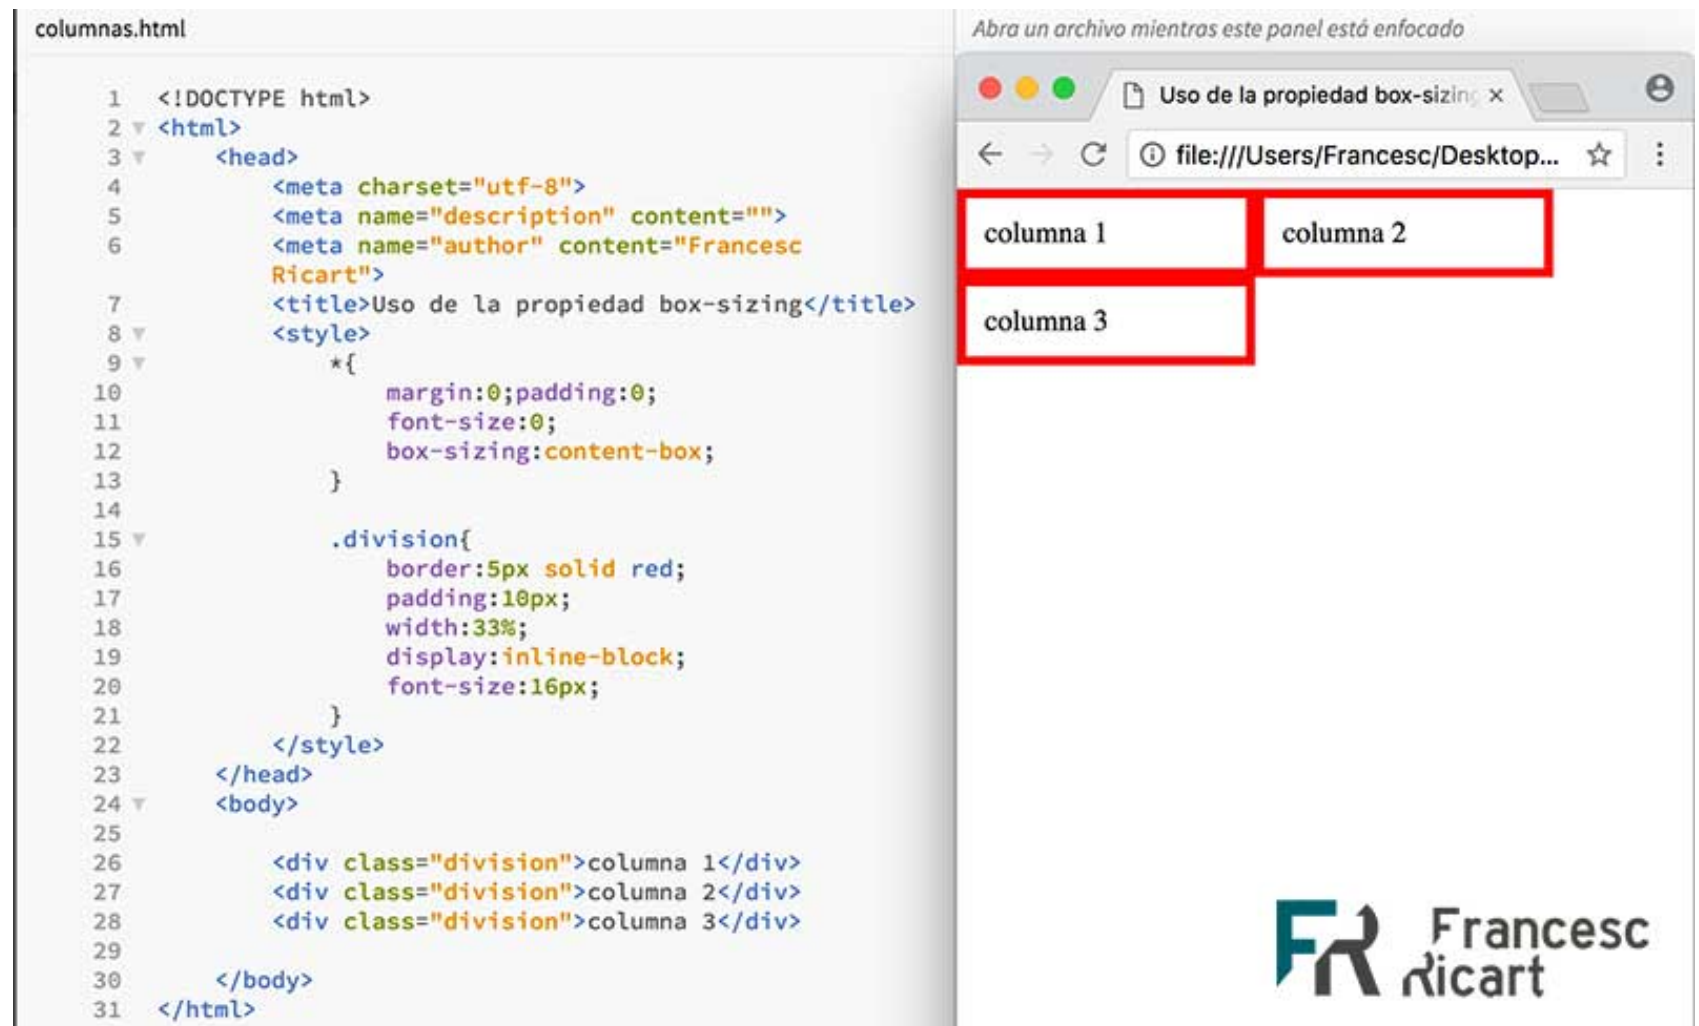 columnas.html
1 <!DOCTYPE html>
2 <html>
3 <head>
4 <meta charset="utf-8">
5 <meta name="description" content="">
6 <meta name="author" content="Francesc
Ricart">
7 <title>Uso de la propiedad box-sizing</title>
8 <style>
9 *{
10 margin:0;padding:0;
11 font-size:0;
12 box-sizing:content-box;
13 }
14
15 .division{
16 border:5px solid red;
17 padding:10px;
18 width:33%;
19 display:inline-block;
20 font-size:16px;
21 }
22 </style>
23 </head>
24 <body>
25
26 <div class="division">columna 1</div>
27 <div class="division">columna 2</div>
28 <div class="division">columna 3</div>
29
30 </body>
31 </html>
Abra un archivo mientras este panel está enfocado
Uso de la propiedad box-sizing
file:///Users/Francesc/Desktop...
columna 1 columna 2
columna 3
FR Francesc
Ricart